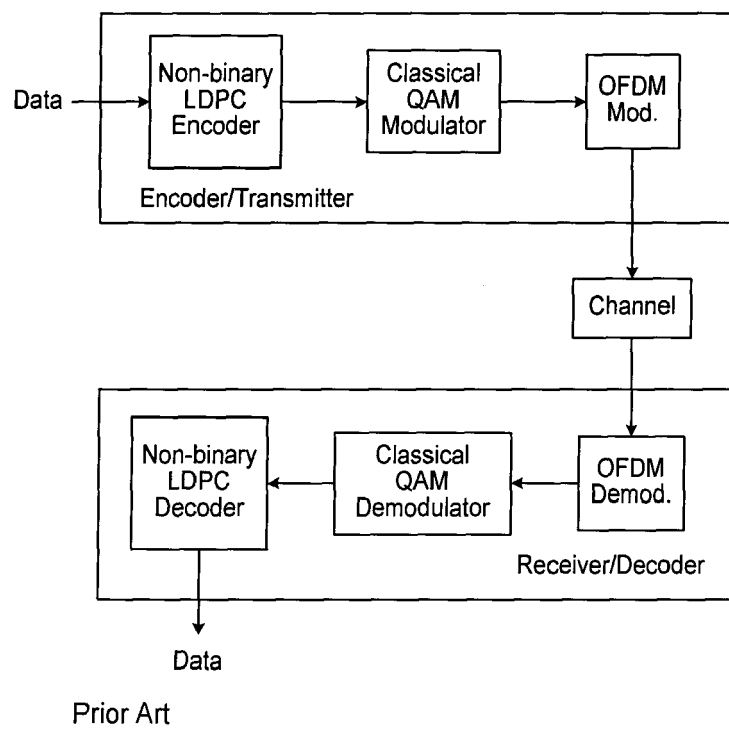 Data
Non-binary
LDPC
Encoder
Classical
QAM
Modulator
OFDM
Mod.
Encoder/Transmitter
Channel
Non-binary
LDPC
Decoder
Classical
QAM
Demodulator
OFDM
Demod.
Receiver/Decoder
Data
Prior Art